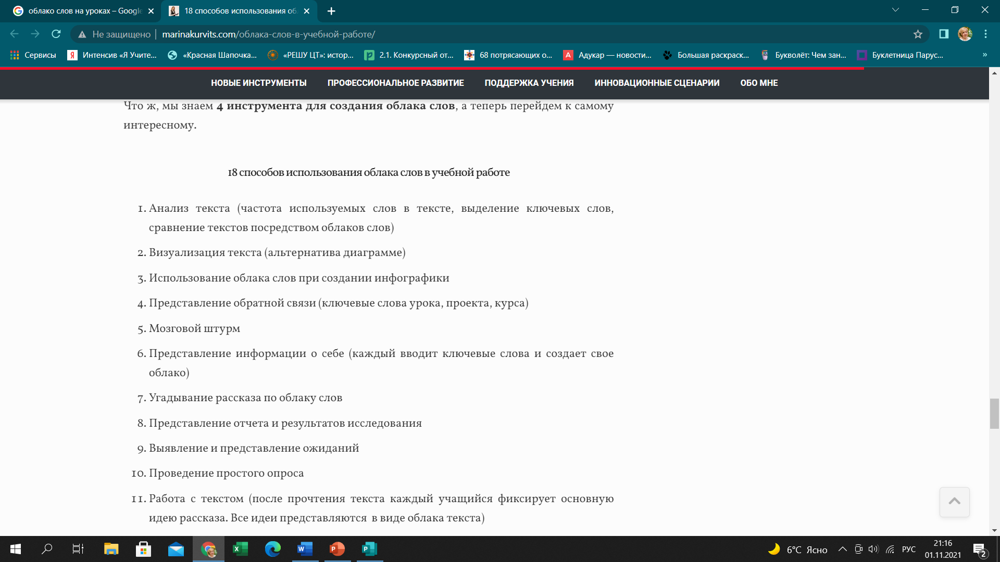 облако слов на уроках – Google
18 способов использования об
Не защищено
marinakurvits.com/облака-слов-в-учебной-работе/
Сервисы
Интенсив «Я Учите...
«Красная Шапочка...
«РЕШУ ЦТ»: истор...
2.1. Конкурсный от...
68 потрясающих о...
Адукар — новости...
Большая раскраск...
Букволёт: Чем зан...
Буклетница Парус...
»
НОВЫЕ ИНСТРУМЕНТЫ
ПРОФЕССИОНАЛЬНОЕ РАЗВИТИЕ
ПОДДЕРЖКА УЧЕНИЯ
ИННОВАЦИОННЫЕ СЦЕНАРИИ
ОБО МНЕ
Что ж, мы знаем 4 инструмента для создания облака слов, а теперь перейдем к самому
интересному.
18 способов использования облака слов в учебной работе
1. Анализ текста (частота используемых слов в тексте, выделение ключевых слов,
сравнение текстов посредством облаков слов)
2. Визуализация текста (альтернатива диаграмме)
3. Использование облака слов при создании инфографики
4. Представление обратной связи (ключевые слова урока, проекта, курса)
5. Мозговой штурм
6. Представление информации о себе (каждый вводит ключевые слова и создает свое
облако)
7. Угадывание рассказа по облаку слов
8. Представление отчета и результатов исследования
9. Выявление и представление ожиданий
10. Проведение простого опроса
11. Работа с текстом (после прочтения текста каждый учащийся фиксирует основную
идею рассказа. Все идеи представляются в виде облака текста)
6°C Ясно
РУС
21:16
01.11.2021
2